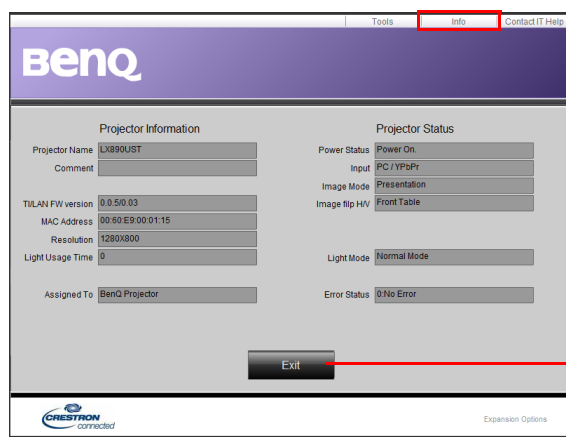 Tools Info Contact IT Help
BenQ
Projector Information Projector Status
Projector Name LX890UST Power Status Power On.
Comment Input PC / YPbPr
Image Mode Presentation
TI/LAN FW version 0.0.5/0.03 Image filp H/V Front Table
MAC Address 00:60:E9:00:01:15
Resolution 1280X800
Light Usage Time 0 Light Mode Normal Mode
Assigned To BenQ Projector Error Status 0:No Error
Exit
CRESTRON
connected
Expansion Options